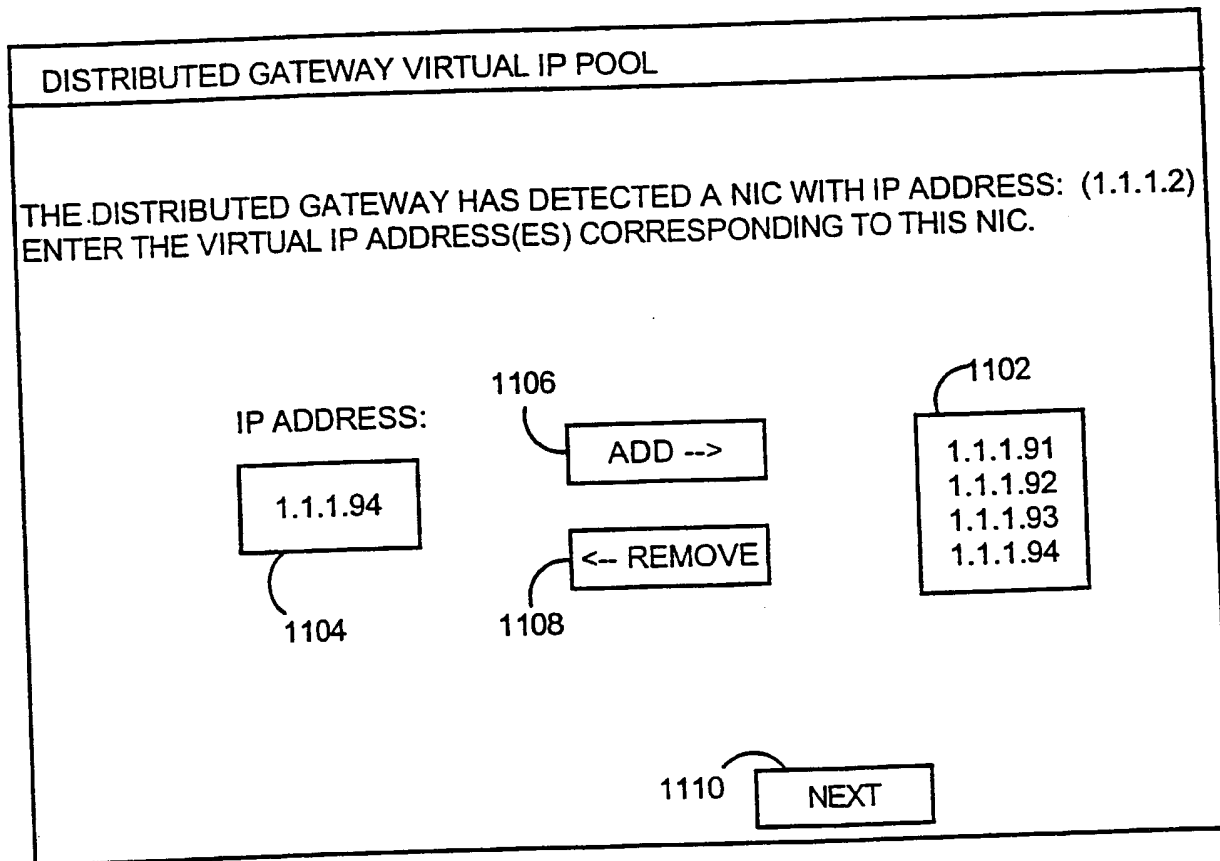 DISTRIBUTED GATEWAY VIRTUAL IP POOL
THE DISTRIBUTED GATEWAY HAS DETECTED A NIC WITH IP ADDRESS: (1.1.1.2)
ENTER THE VIRTUAL IP ADDRESS(ES) CORRESPONDING TO THIS NIC.
1106
1102
IP ADDRESS:
ADD -->
1.1.1.91
1.1.1.92
1.1.1.93
1.1.1.94
1.1.1.94
<-- REMOVE
1104
1108
1110
NEXT